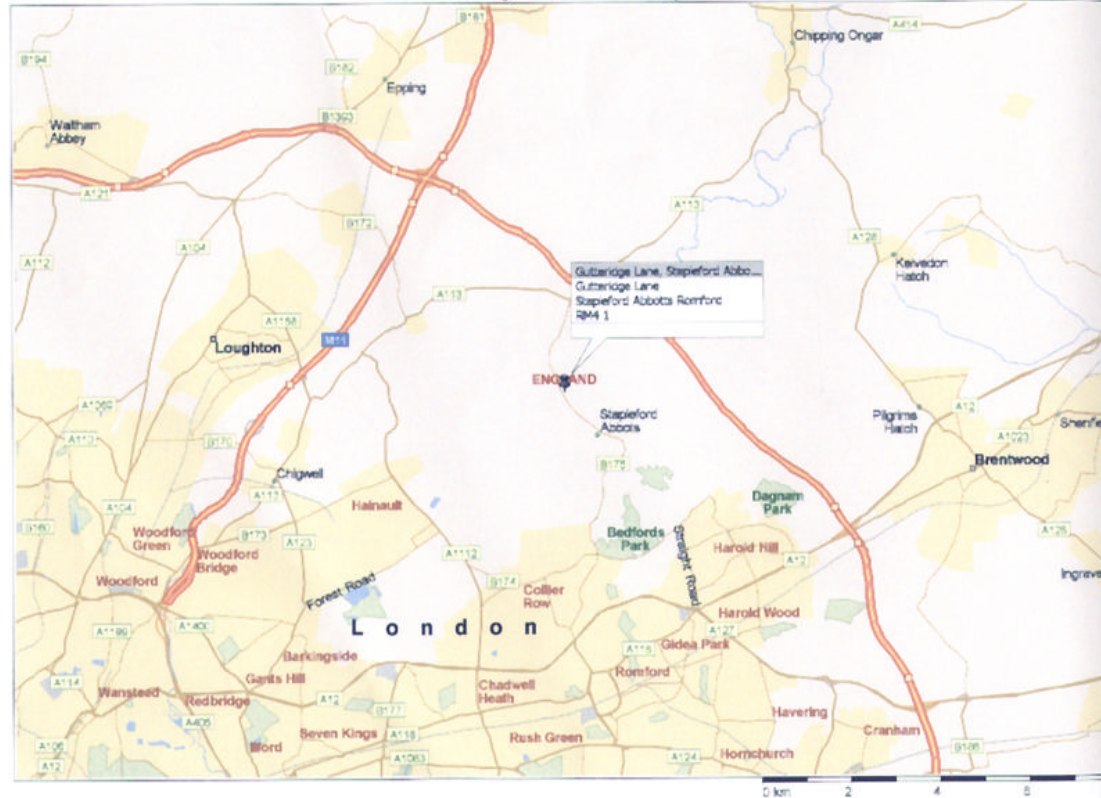 B181
A414
Chipping Ongar
B194
B182
Epping
B1393
Waltham
Abbey
A121
A113
B172
A104
A128
A112
Kelvedon
Hatch
Gutteridge Lane, Stapleford Abbo...
Gutteridge Lane
Stapleford Abbotts Romford
RM4 1
A113
A1168
M11
Loughton
ENGLAND
A1069
Stapleford
Abbots
Pilgrims
Hatch
A12
A1023
Shenfie
A110
B170
Brentwood
B175
Chigwell
A113
Dagnam
Park
Hainault
A104
B160
Woodford
Green
B173
A123
Bedfords
Park
Straight Road
Harold Hill
A12
A128
Woodford
Bridge
A1112
Woodford
B174
Collier
Row
Ingrave
Forest Road
Harold Wood
London
A1199
A1400
A127
A118
Gidea Park
Barkingside
Romford
Gants Hill
A114
Wanstead
Redbridge
A12
Chadwell
Heath
B177
Havering
A406
Cranham
Seven Kings
A118
Rush Green
A106
Ilford
A1083
A124
Hornchurch
B186
A12
0 km
2
4
6